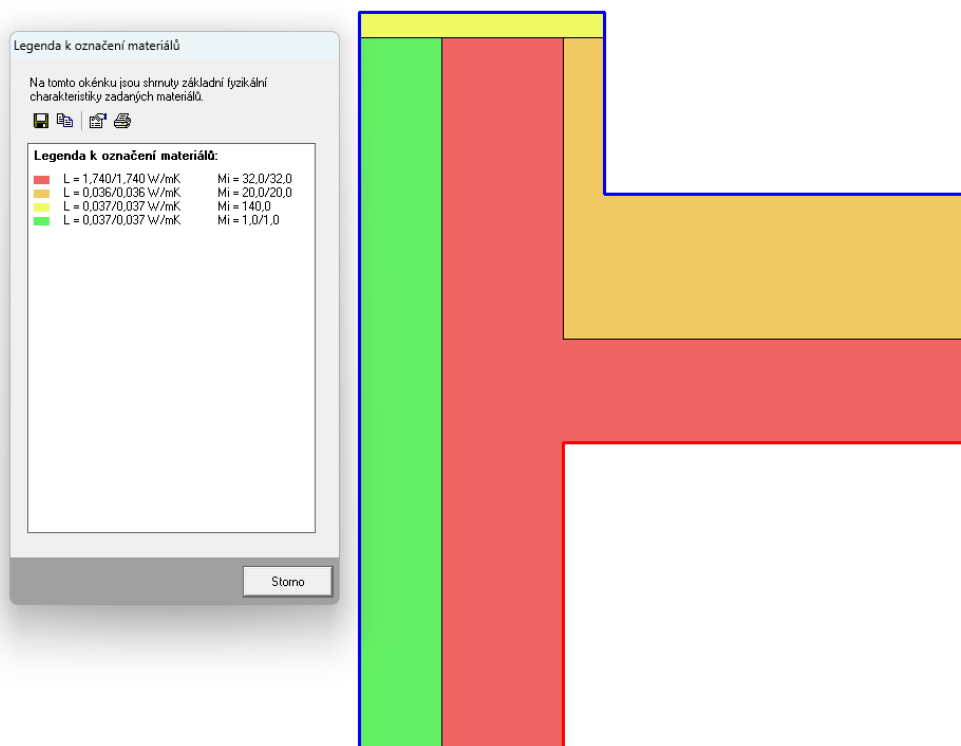 Legenda k označení materiálů
Na tomto okénku jsou shrnuty základní fyzikální
charakteristiky zadaných materiálů.
Legenda k označení materiálů:
L = 1,740/1,740 W/mK Mi = 32,0/32,0
L = 0,036/0,036 W/mK Mi = 20,0/20,0
L = 0,037/0,037 W/mK Mi = 140,0
L = 0,037/0,037 W/mK Mi = 1,0/1,0
Storno